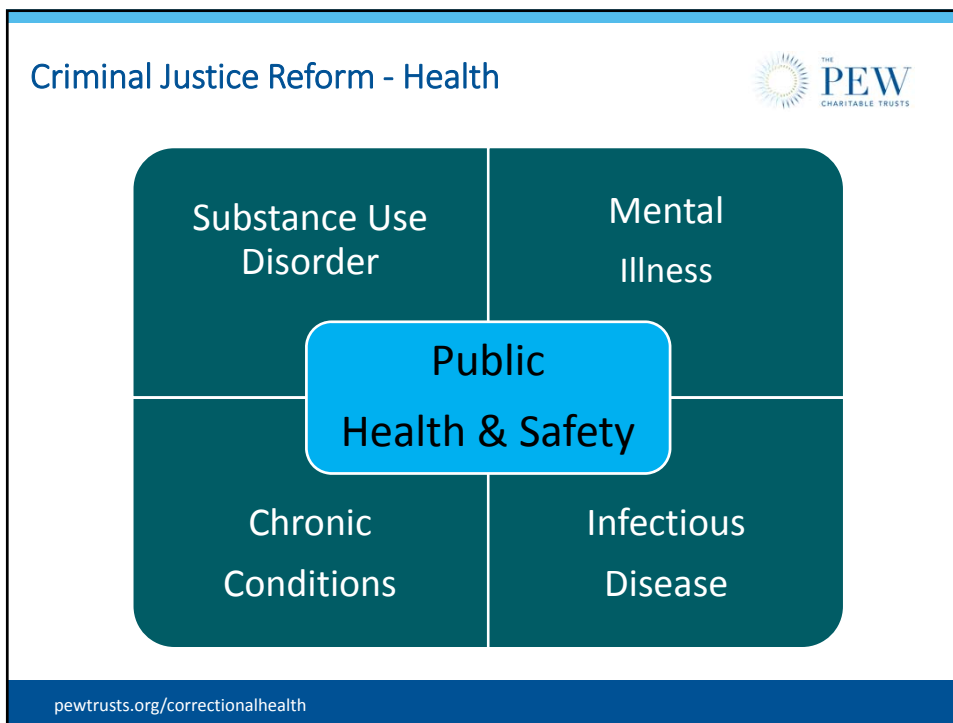 Criminal Justice Reform - Health
THE
PEW
CHARITABLE TRUSTS
Substance Use
Disorder
Mental
Illness
Public
Health & Safety
Chronic
Conditions
Infectious
Disease
pewtrusts.org/correctionalhealth